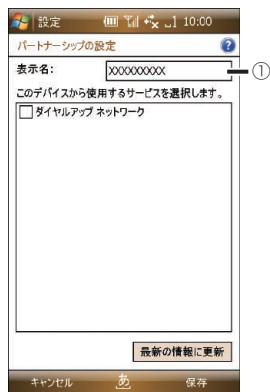 設定 10:00
パートナーシップの設定 ?
表示名: XXXXXXXXX ①
このデバイスから使用するサービスを選択します。
ダイヤルアップ ネットワーク
最新の情報に更新
キャンセル あ 保存